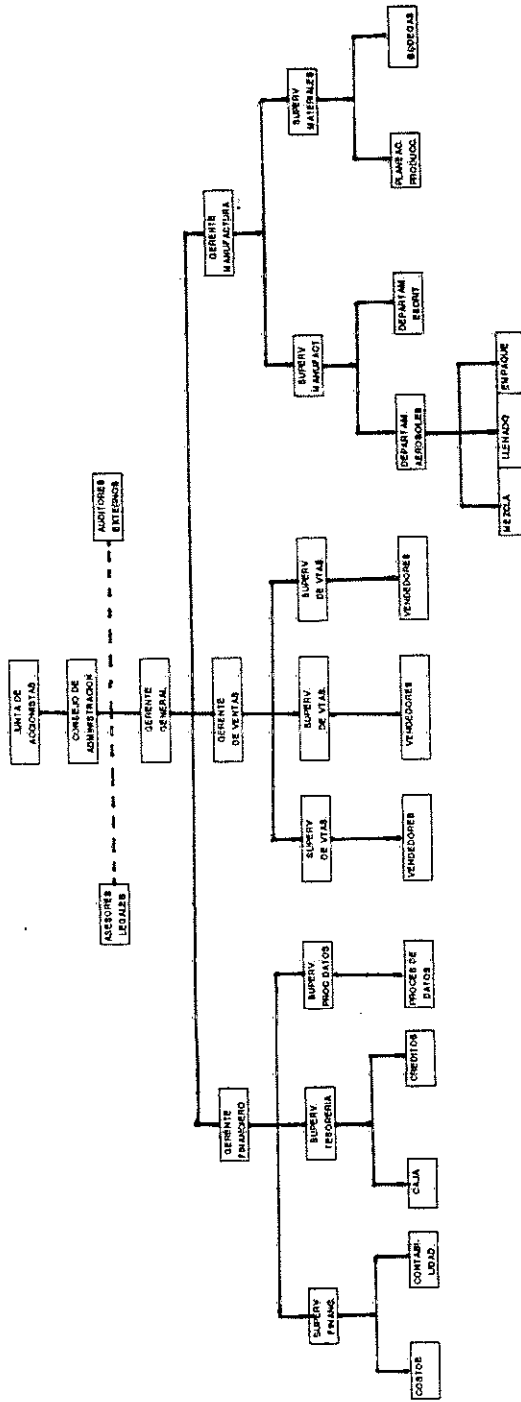 JUNTA DE
ACCIONISTAS
CONSEJO DE
ADMINISTRACION
ASESORES
LEGALES
AUDITORES
EXTERNOS
GERENTE
GENERAL
GERENTE
FINANCIERO
GERENTE
DE VENTAS
GERENTE
MANUFACTURA
SUPERV.
FINANC.
SUPERV.
TESORERIA
SUPERV.
PROC DATOS
SUPERV.
DE VTAS.
SUPERV.
DE VTAS.
SUPERV.
DE VTAS.
SUPERV.
MANUFACT.
SUPERV.
MATERIALES
COSTOS
CONTABI-
LIDAD.
CAJA
CREDITOS
PROCES DE
DATOS
VENDEDORES
VENDEDORES
VENDEDORES
DEPARTAM.
AEROSOLES
DEPARTAM.
ESCRIT.
PLANEAC.
PRODUCC.
BODEGAS
MEZCLA
LLENADO
EMPAQUE